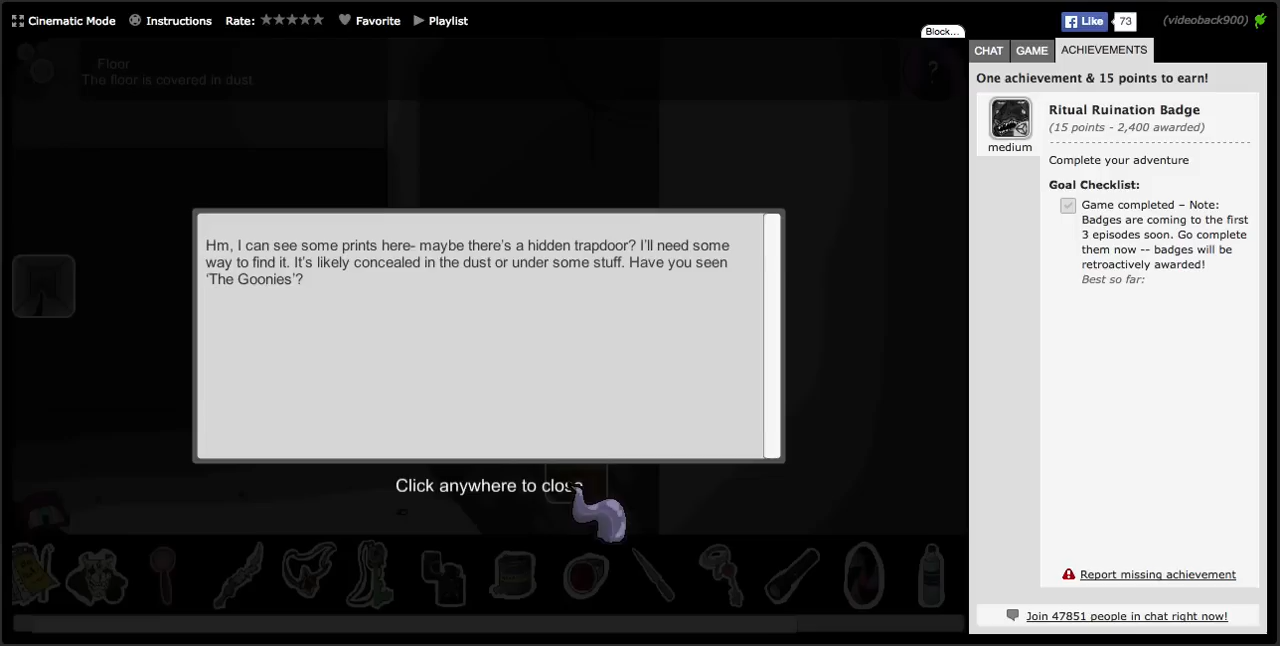 Cinematic Mode Instructions Rate: Favorite Playlist
Like 73 (videoback900)
Block...
CHAT GAME ACHIEVEMENTS
Floor
The floor is covered in dust
?
One achievement & 15 points to earn!
Ritual Ruination Badge
(15 points - 2,400 awarded)
medium
Complete your adventure
Goal Checklist:
Game completed – Note:
Badges are coming to the first
3 episodes soon. Go complete
them now -- badges will be
retroactively awarded!
Best so far:
Hm, I can see some prints here- maybe there's a hidden trapdoor? I'll need some
way to find it. It's likely concealed in the dust or under some stuff. Have you seen
‘The Goonies’?
Click anywhere to close
Report missing achievement
Join 47851 people in chat right now!